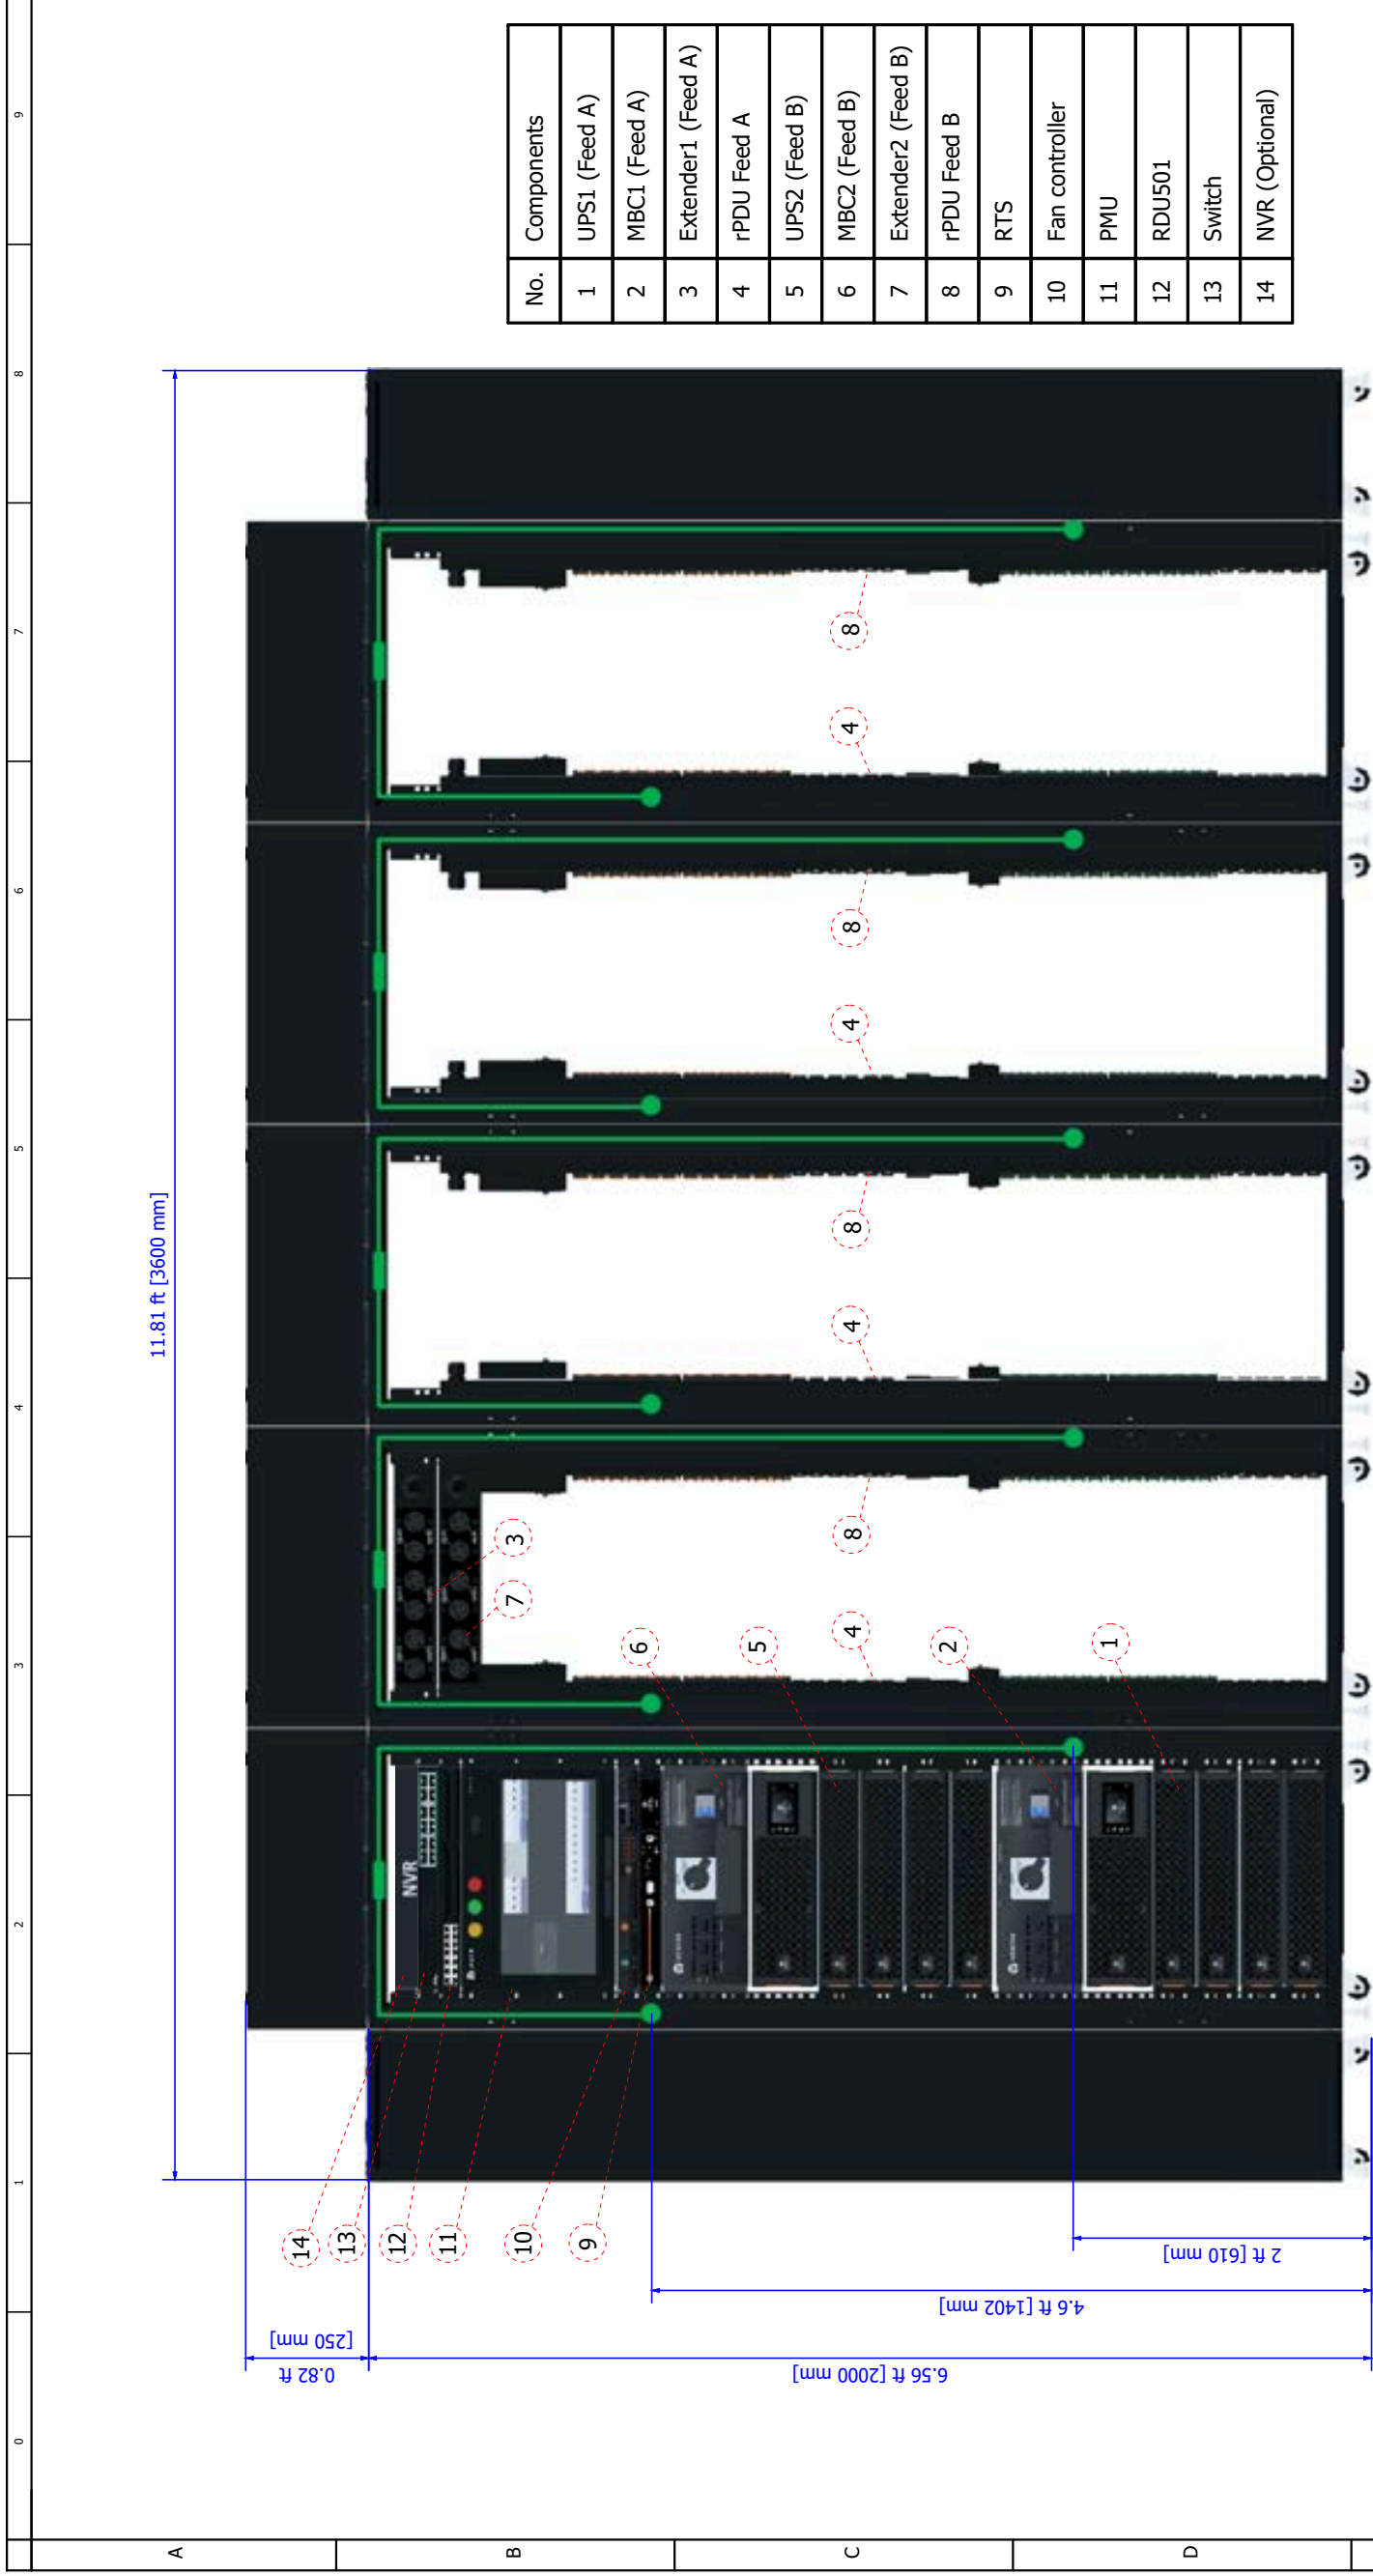 0
1
2
3
4
5
6
7
8
9
A
B
C
D
11.81 ft [3600 mm]
0.82 ft
[250 mm]
6.56 ft [2000 mm]
4.6 ft [1402 mm]
2 ft [610 mm]
14
13
12
11
10
9
NVR
7
3
6
5
4
8
2
1
4
8
4
8
4
8
No. Components
1 UPS1 (Feed A)
2 MBC1 (Feed A)
3 Extender1 (Feed A)
4 rPDU Feed A
5 UPS2 (Feed B)
6 MBC2 (Feed B)
7 Extender2 (Feed B)
8 rPDU Feed B
9 RTS
10 Fan controller
11 PMU
12 RDU501
13 Switch
14 NVR (Optional)